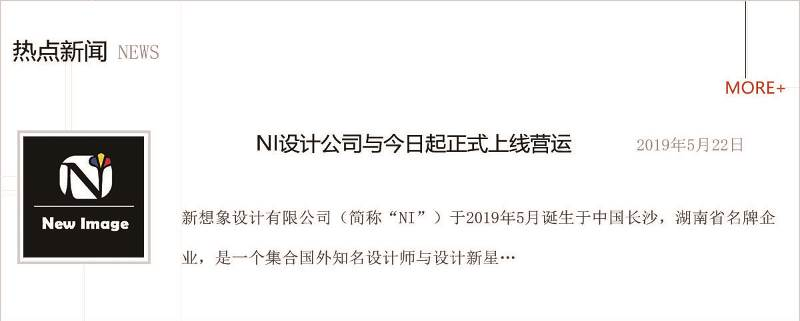 热点新闻 NEWS
MORE+
NI设计公司与今日起正式上线营运 2019年5月22日
N
New Image
新想象设计有限公司（简称“NI”）于2019年5月诞生于中国长沙，湖南省名牌企
业，是一个集合国外知名设计师与设计新星…